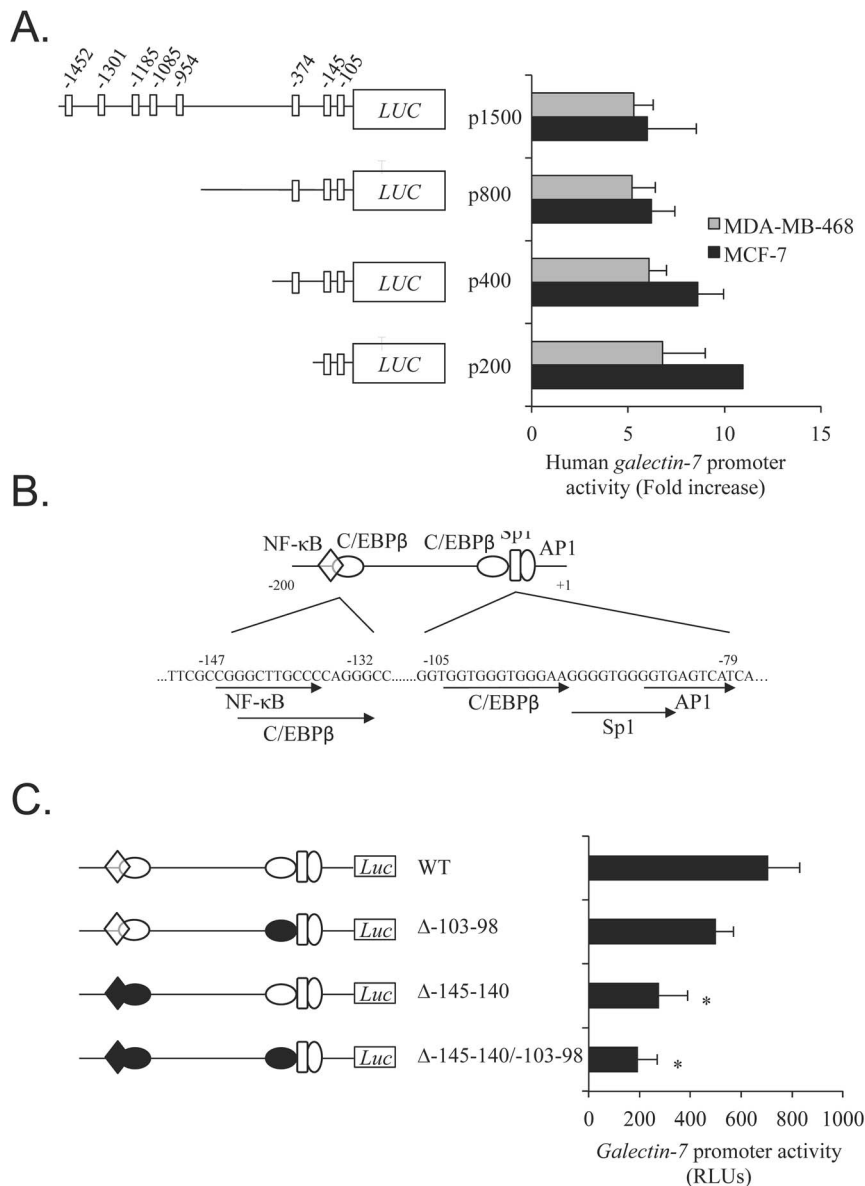 A.
-1452
-1301
-1185
-1085
-954
-374
-145
-105
LUC
p1500
LUC
p800
LUC
p400
LUC
p200
MDA-MB-468
MCF-7
0 5 10 15
Human galectin-7 promoter
activity (Fold increase)
B.
NF-κB C/EBPβ C/EBPβ Sp1 AP1
-200 +1
-147 -132 -105 -79
...TTCGCCGGGCTTGCCCCAGGGCC.......GGTGGTGGGTGGGAAGGGGTGGGGTGAGTCATCA...
NF-κB C/EBPβ AP1
C/EBPβ Sp1
C.
Luc WT
Luc Δ-103-98
Luc Δ-145-140 *
Luc Δ-145-140/-103-98 *
0 200 400 600 800 1000
Galectin-7 promoter activity
(RLUs)